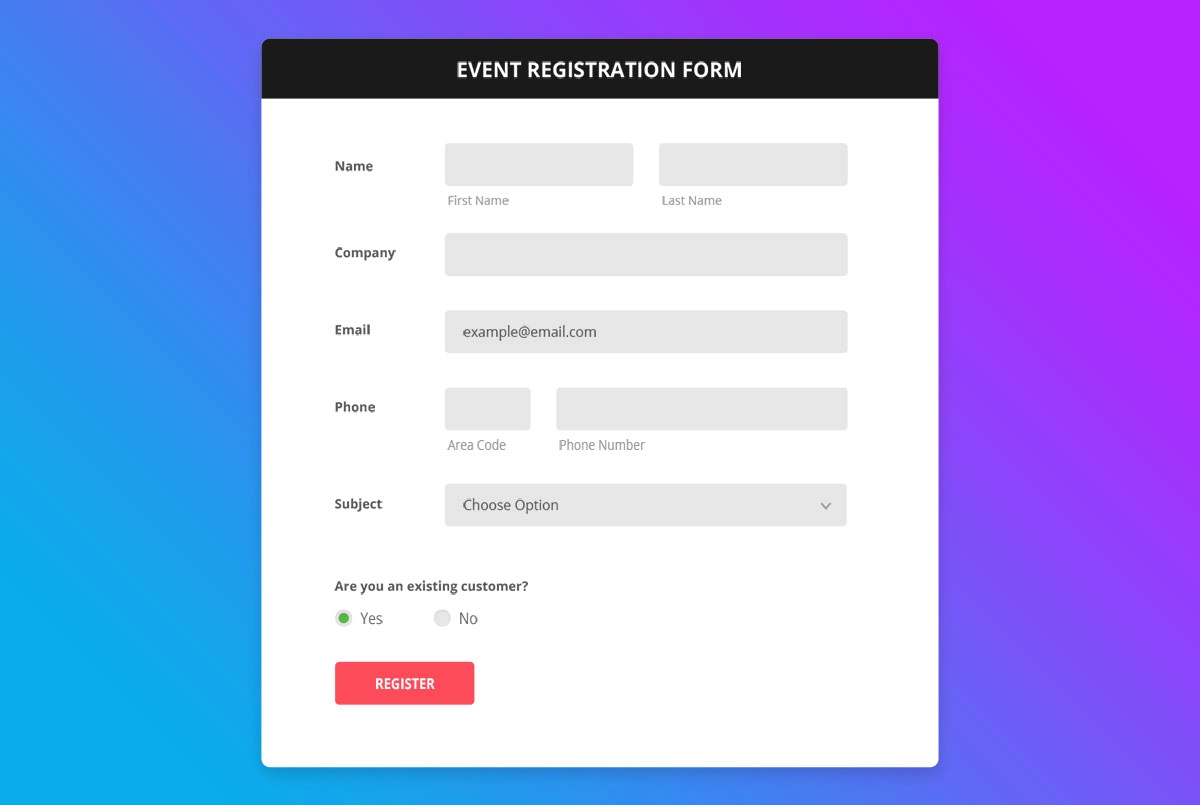 EVENT REGISTRATION FORM
Name
First Name Last Name
Company
Email example@email.com
Phone
Area Code Phone Number
Subject Choose Option
Are you an existing customer?
Yes No
REGISTER